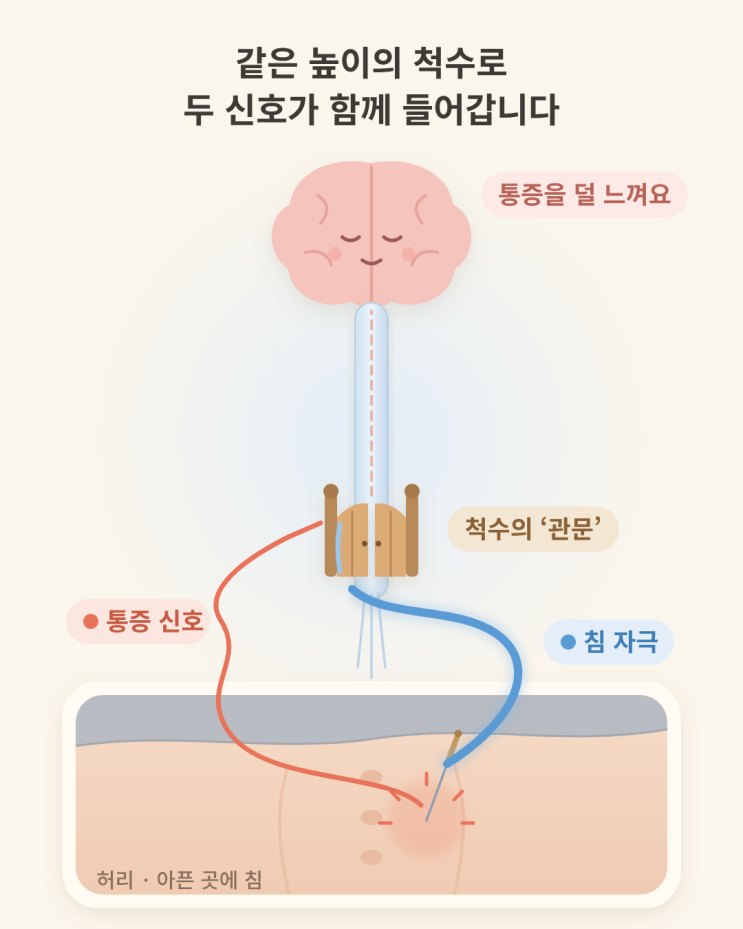 같은 높이의 척수로
두 신호가 함께 들어갑니다
통증을 덜 느껴요
척수의 ‘관문’
통증 신호
침 자극
허리 · 아픈 곳에 침